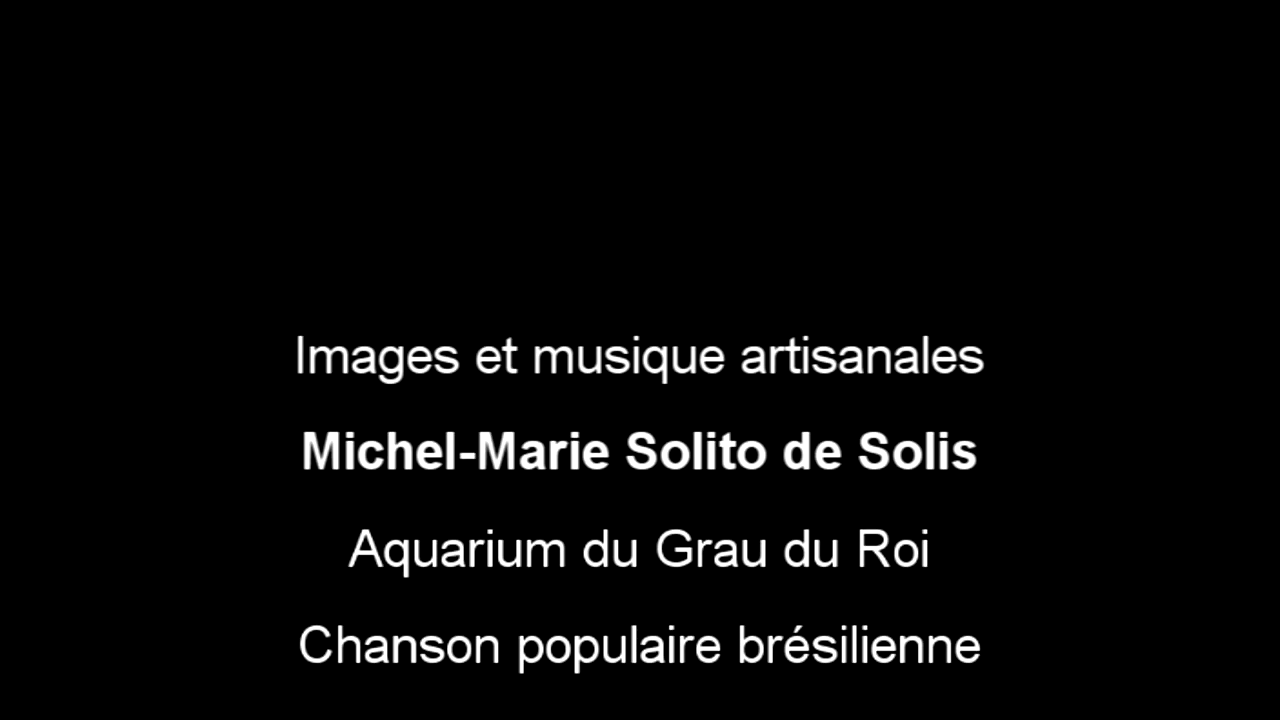 Images et musique artisanales
Michel-Marie Solito de Solis
Aquarium du Grau du Roi
Chanson populaire brésilienne